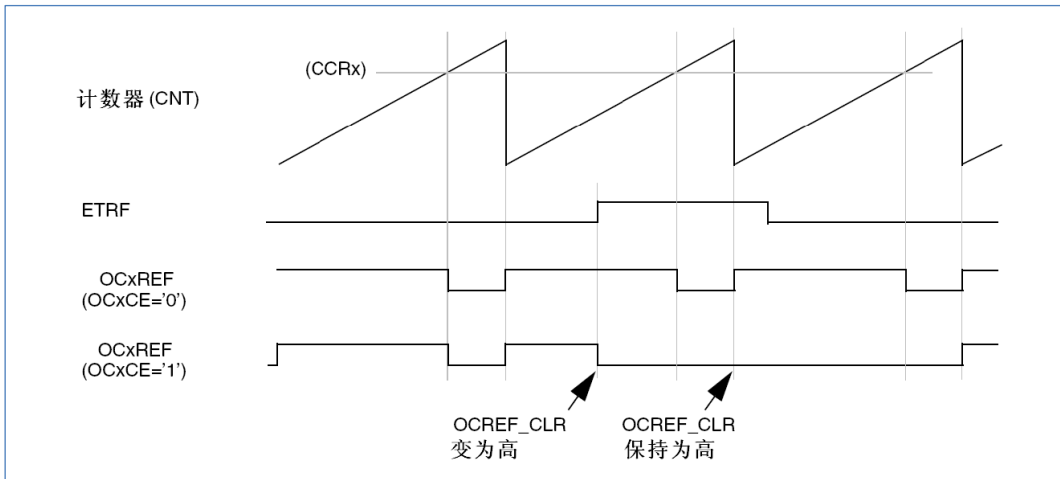 (CCRx)
计数器 (CNT)
ETRF
OCxREF
(OCxCE='0')
OCxREF
(OCxCE='1')
OCREF_CLR
变为高
OCREF_CLR
保持为高